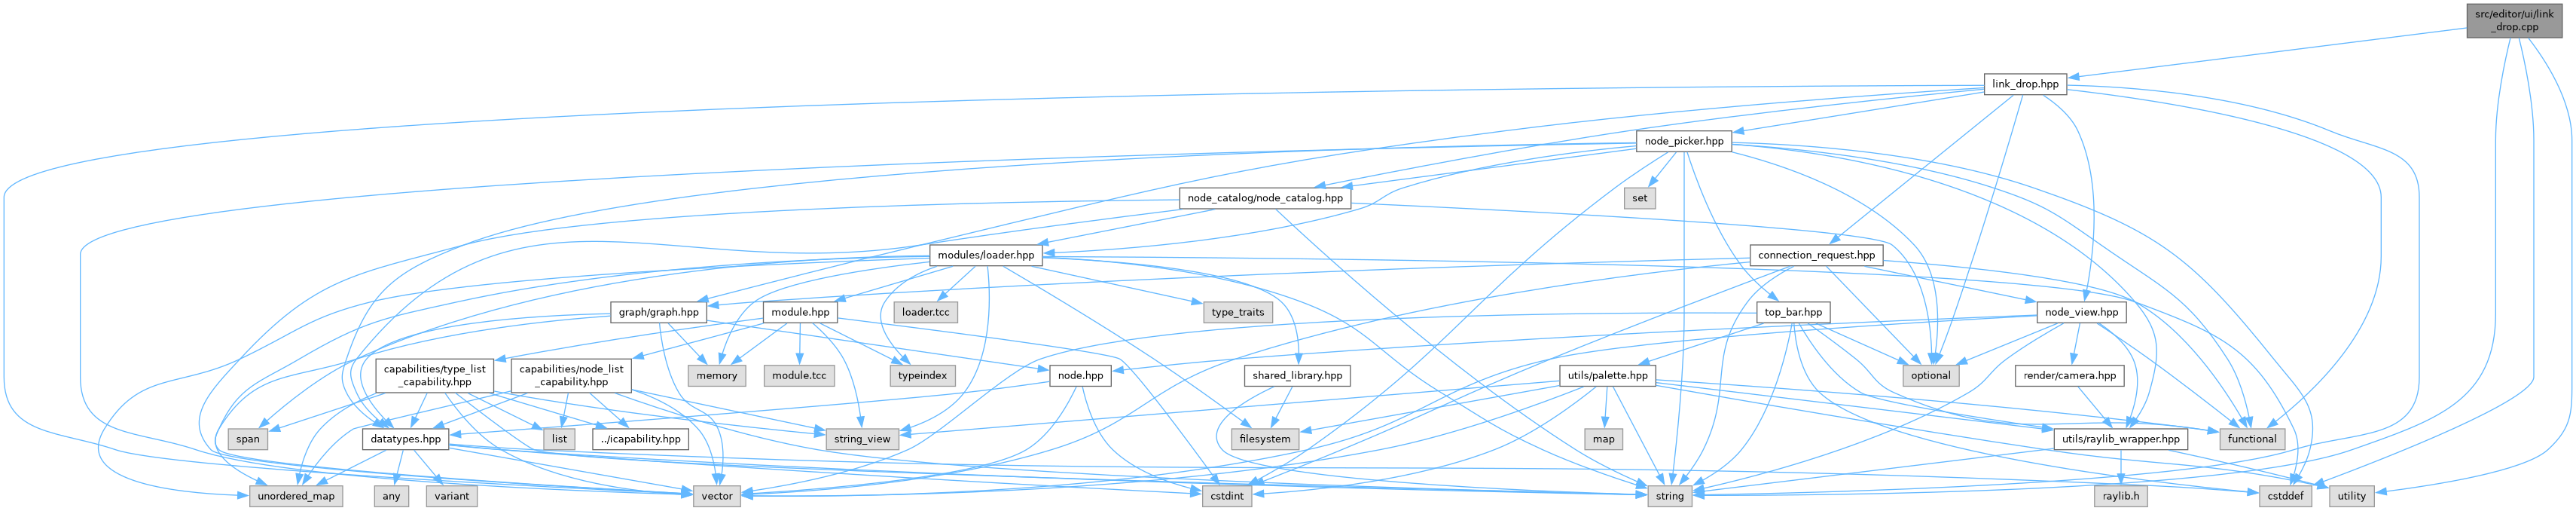 src/editor/ui/link
_drop.cpp
link_drop.hpp
node_picker.hpp
set
node_catalog/node_catalog.hpp
modules/loader.hpp
connection_request.hpp
loader.tcc
type_traits
graph/graph.hpp
module.hpp
top_bar.hpp
node_view.hpp
capabilities/type_list
_capability.hpp
capabilities/node_list
_capability.hpp
memory
module.tcc
typeindex
node.hpp
shared_library.hpp
utils/palette.hpp
optional
render/camera.hpp
span
datatypes.hpp
list
../icapability.hpp
string_view
filesystem
map
utils/raylib_wrapper.hpp
functional
unordered_map
any
variant
vector
cstdint
string
raylib.h
cstddef
utility